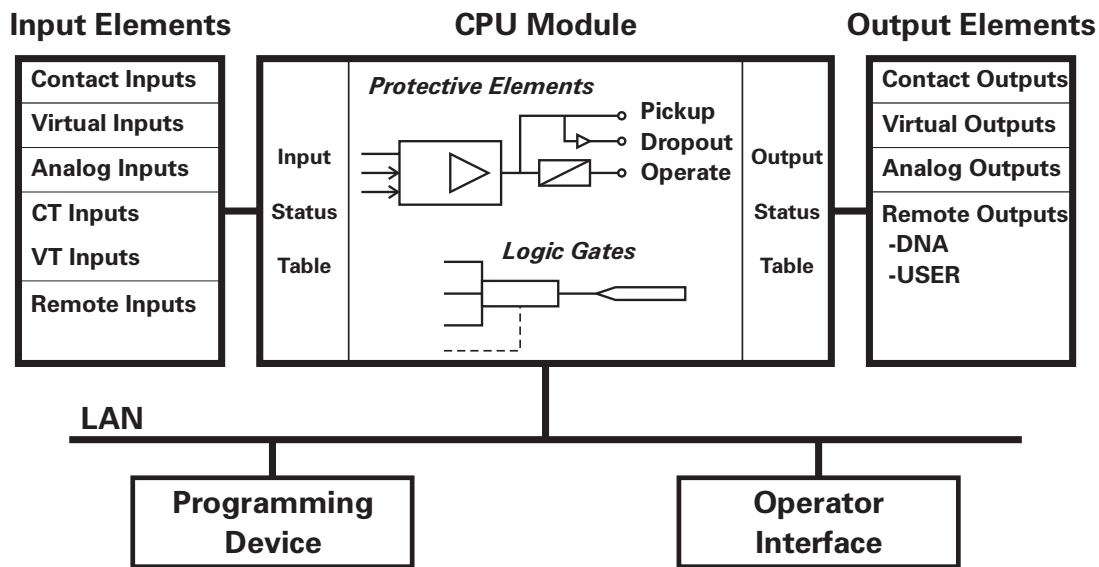 Input Elements
CPU Module
Output Elements
Contact Inputs
Virtual Inputs
Analog Inputs
CT Inputs
VT Inputs
Remote Inputs
Input
Status
Table
Protective Elements
Pickup
Dropout
Operate
Logic Gates
Output
Status
Table
Contact Outputs
Virtual Outputs
Analog Outputs
Remote Outputs
-DNA
-USER
LAN
Programming
Device
Operator
Interface